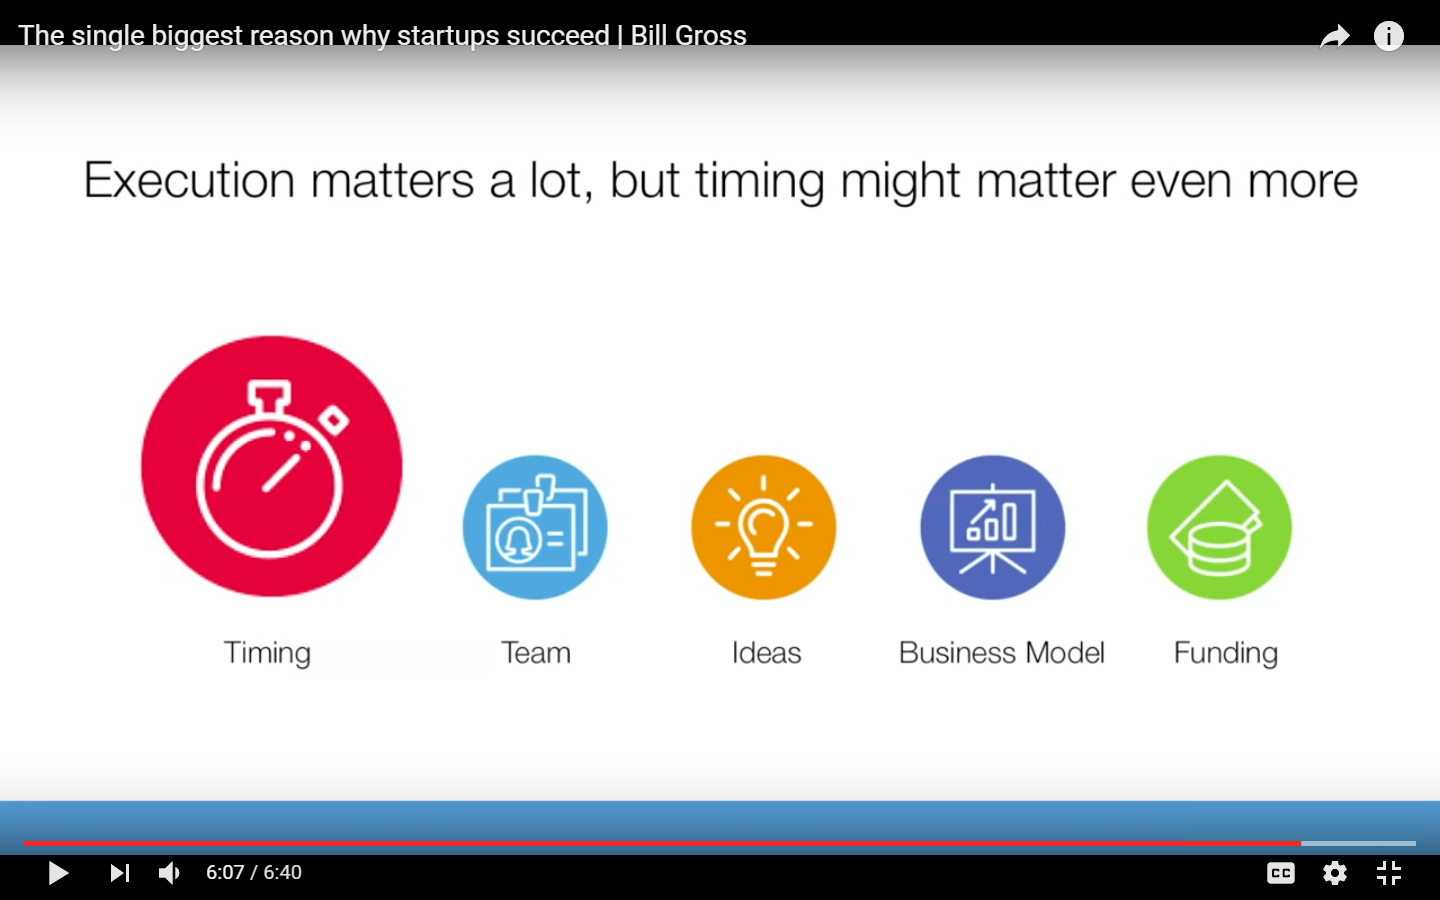 The single biggest reason why startups succeed | Bill Gross
Execution matters a lot, but timing might matter even more
Timing
Team
Ideas
Business Model
Funding
6:07 / 6:40
CC